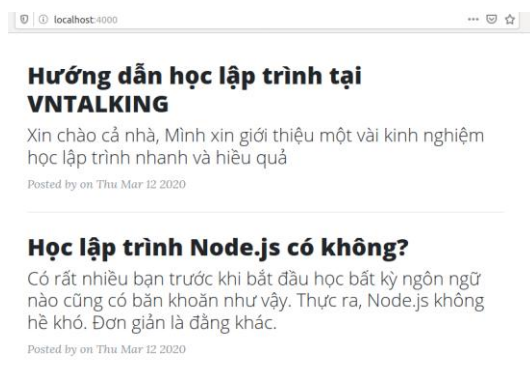 localhost:4000
Hướng dẫn học lập trình tại
VNTALKING
Xin chào cả nhà, Mình xin giới thiệu một vài kinh nghiệm
học lập trình nhanh và hiều quả
Posted by on Thu Mar 12 2020
Học lập trình Node.js có không?
Có rất nhiều bạn trước khi bắt đầu học bất kỳ ngôn ngữ
nào cũng có băn khoăn như vậy. Thực ra, Node.js không
hề khó. Đơn giản là đằng khác.
Posted by on Thu Mar 12 2020